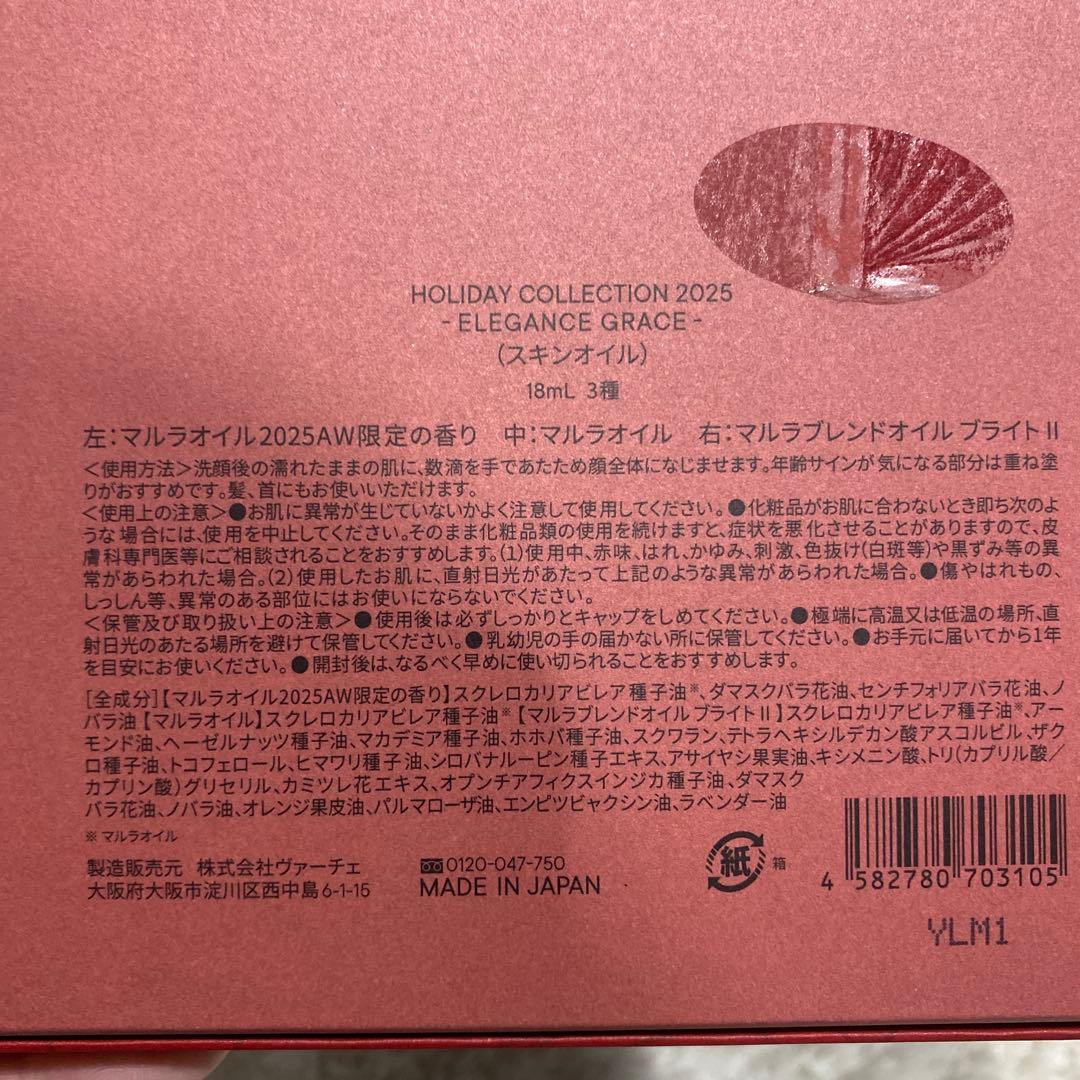 HOLIDAY COLLECTION 2025
- ELEGANCE GRACE -
（スキンオイル）
18mL 3種
左：マルラオイル2025AW限定の香り　中：マルラオイル　右：マルラブレンドオイル ブライトⅡ
＜使用方法＞洗顔後の濡れたままの肌に、数滴を手であたため顔全体になじませます。年齢サインが気になる部分は重ね塗
りがおすすめです。髪、首にもお使いいただけます。
＜使用上の注意＞●お肌に異常が生じていないかよく注意して使用してください。●化粧品がお肌に合わないとき即ち次のよ
うな場合には、使用を中止してください。そのまま化粧品類の使用を続けますと、症状を悪化させることがありますので、皮
膚科専門医等にご相談されることをおすすめします。(1)使用中、赤味、はれ、かゆみ、刺激、色抜け(白斑等)や黒ずみ等の異
常があらわれた場合。(2)使用したお肌に、直射日光があたって上記のような異常があらわれた場合。●傷やはれもの、
しっしん等、異常のある部位にはお使いにならないでください。
＜保管及び取り扱い上の注意＞●使用後は必ずしっかりとキャップをしめてください。●極端に高温又は低温の場所、直
射日光のあたる場所を避けて保管してください。●乳幼児の手の届かない所に保管してください。●お手元に届いてから1年
を目安にお使いください。●開封後は、なるべく早めに使い切られることをおすすめします。
［全成分］【マルラオイル2025AW限定の香り】スクレロカリアビレア種子油※、ダマスクバラ花油、センチフォリアバラ花油、ノ
バラ油【マルラオイル】スクレロカリアビレア種子油※【マルラブレンドオイル ブライトⅡ】スクレロカリアビレア種子油※、アー
モンド油、ヘーゼルナッツ種子油、マカデミア種子油、ホホバ種子油、スクワラン、テトラヘキシルデカン酸アスコルビル、ザク
ロ種子油、トコフェロール、ヒマワリ種子油、シロバナルーピン種子エキス、アサイヤシ果実油、キシメニン酸、トリ(カプリル酸／
カプリン酸)グリセリル、カミツレ花エキス、オプンチアフィクスインジカ種子油、ダマスク
バラ花油、ノバラ油、オレンジ果皮油、パルマローザ油、エンピツビャクシン油、ラベンダー油
※ マルラオイル
製造販売元　株式会社ヴァーチェ
大阪府大阪市淀川区西中島6-1-15
0120-047-750
MADE IN JAPAN
紙 箱
4 582780 703105
YLM1